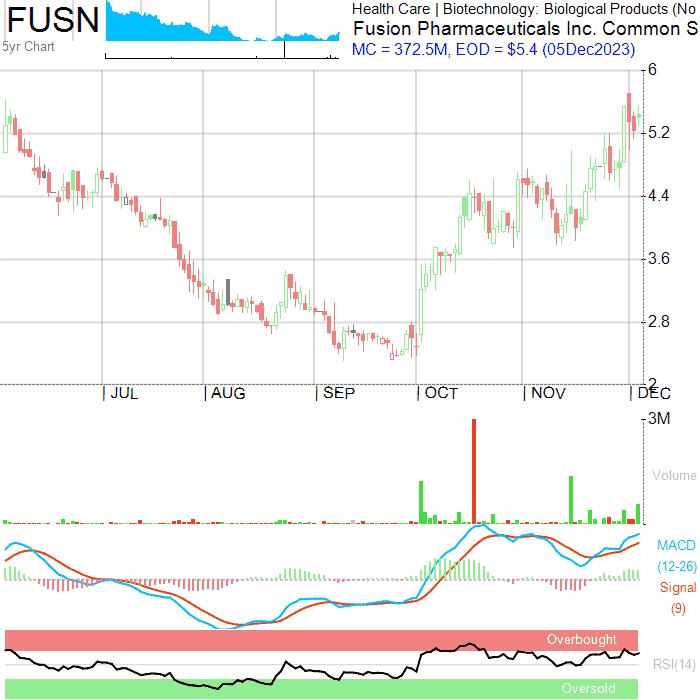 FUSN
Health Care | Biotechnology: Biological Products (No
5yr Chart
Fusion Pharmaceuticals Inc. Common S
MC = 372.5M, EOD = $5.4 (05Dec2023)
6
5.2
4.4
3.6
2.8
2
JUL AUG SEP OCT NOV DEC
3M
Volume
MACD
(12-26)
Signal
(9)
Overbought
RSI(14)
Oversold